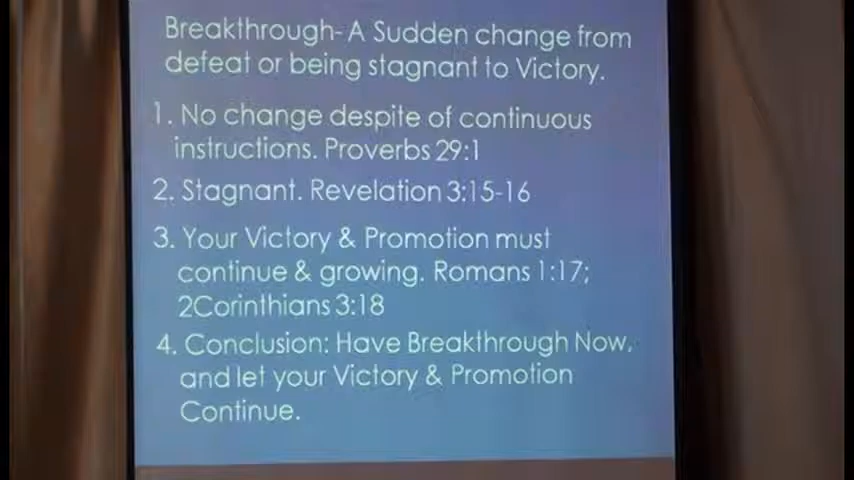 Breakthrough- A Sudden change from
defeat or being stagnant to Victory.
1. No change despite of continuous
instructions. Proverbs 29:1
2. Stagnant. Revelation 3:15-16
3. Your Victory & Promotion must
continue & growing. Romans 1:17;
2Corinthians 3:18
4. Conclusion: Have Breakthrough Now,
and let your Victory & Promotion
Continue.